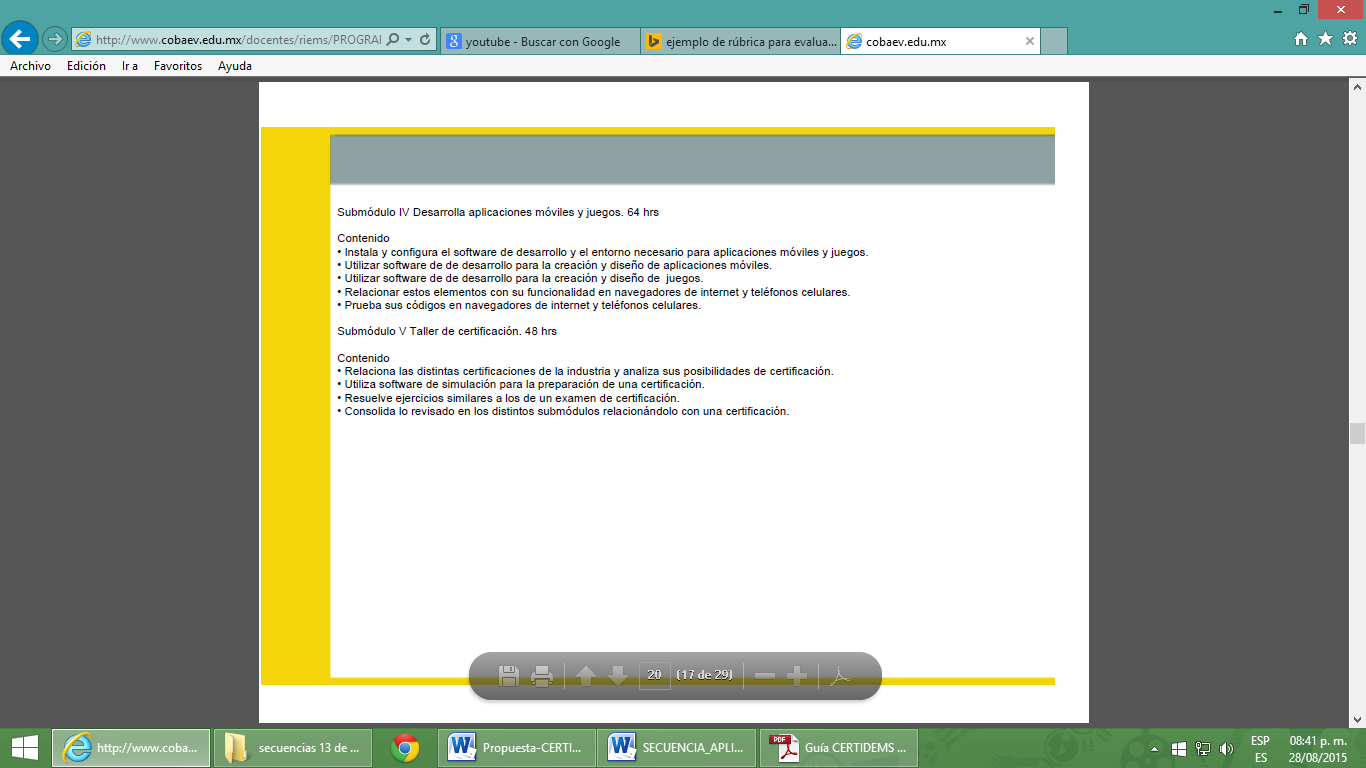 http://www.cobaev.edu.mx/docentes/riems/PROGRAI
youtube - Buscar con Google
ejemplo de rúbrica para evalua...
cobaev.edu.mx
Archivo Edición Ir a Favoritos Ayuda
Submódulo IV Desarrolla aplicaciones móviles y juegos. 64 hrs
Contenido
• Instala y configura el software de desarrollo y el entorno necesario para aplicaciones móviles y juegos.
• Utilizar software de de desarrollo para la creación y diseño de aplicaciones móviles.
• Utilizar software de de desarrollo para la creación y diseño de  juegos.
• Relacionar estos elementos con su funcionalidad en navegadores de internet y teléfonos celulares.
• Prueba sus códigos en navegadores de internet y teléfonos celulares.
Submódulo V Taller de certificación. 48 hrs
Contenido
• Relaciona las distintas certificaciones de la industria y analiza sus posibilidades de certificación.
• Utiliza software de simulación para la preparación de una certificación.
• Resuelve ejercicios similares a los de un examen de certificación.
• Consolida lo revisado en los distintos submódulos relacionándolo con una certificación.
20 (17 de 29)
http://www.coba...
secuencias 13 de ...
Propuesta-CERTI...
SECUENCIA_APLI...
PDF
Guía CERTIDEMS ...
ESP
ES
08:41 p. m.
28/08/2015